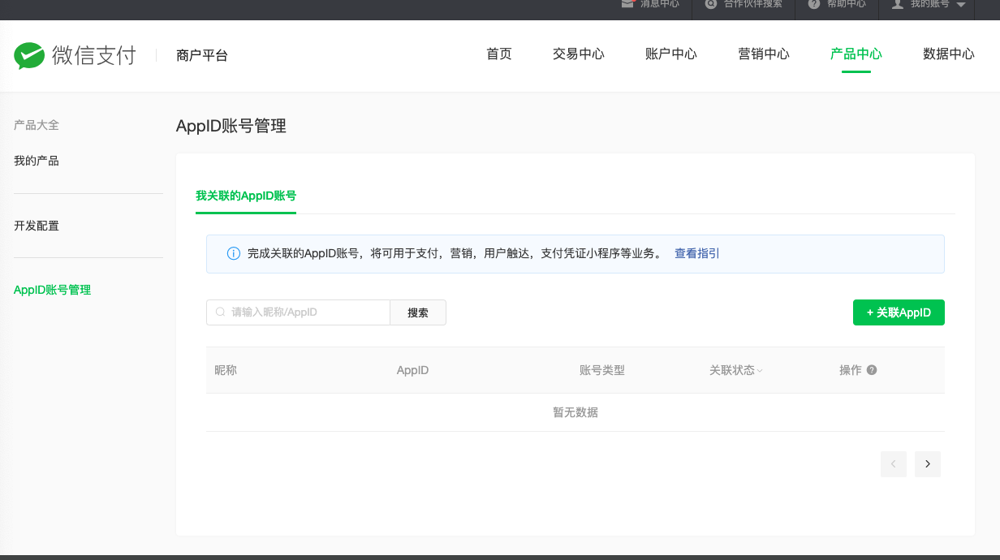 消息中心 合作伙伴搜索 帮助中心 我的账号
微信支付 商户平台 首页 交易中心 账户中心 营销中心 产品中心 数据中心
产品大全
我的产品
开发配置
AppID账号管理
AppID账号管理
我关联的AppID账号
完成关联的AppID账号，将可用于支付，营销，用户触达，支付凭证小程序等业务。 查看指引
请输入昵称/AppID 搜索 + 关联AppID
昵称 AppID 账号类型 关联状态 操作
暂无数据